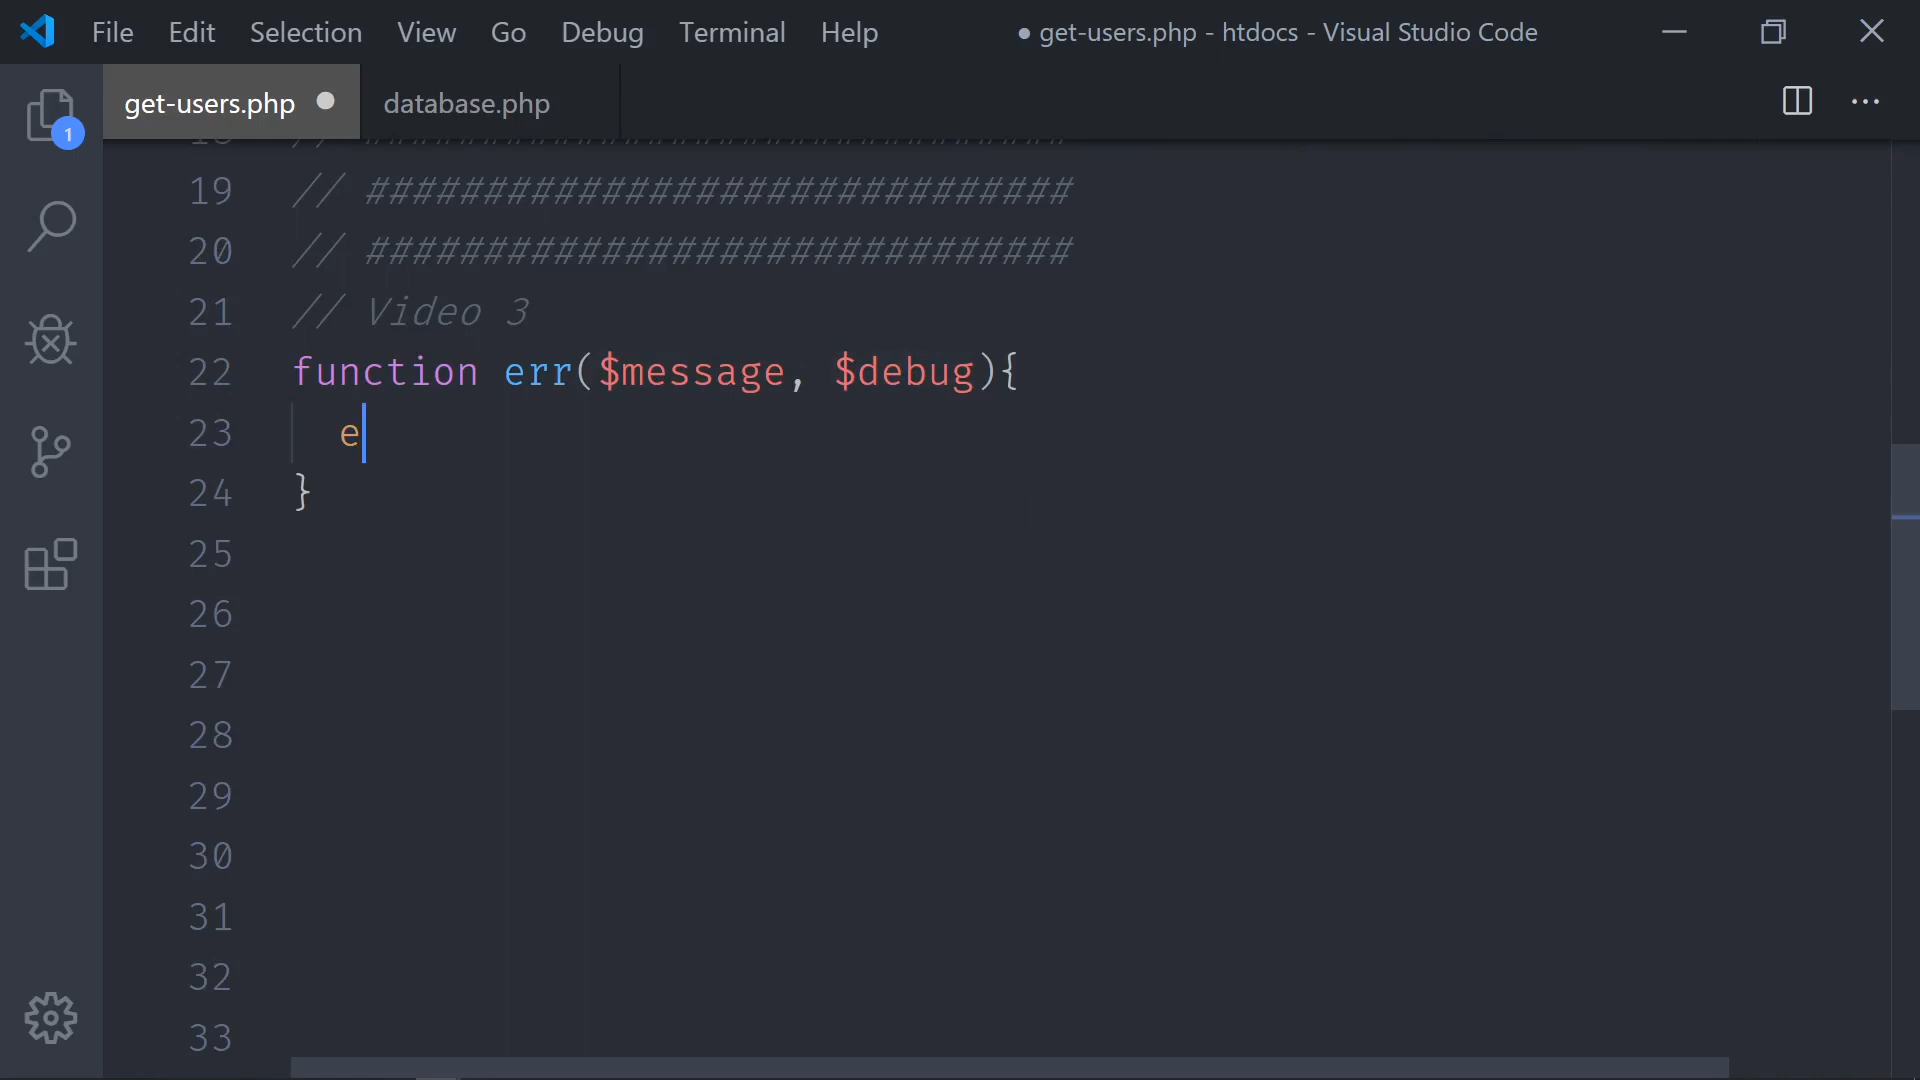 File Edit Selection View Go Debug Terminal Help ● get-users.php - htdocs - Visual Studio Code
get-users.php database.php
1
19 // ##############################
20 // ##############################
21 // Video 3
22 function err($message, $debug){
23 e
24 }
25
26
27
28
29
30
31
32
33